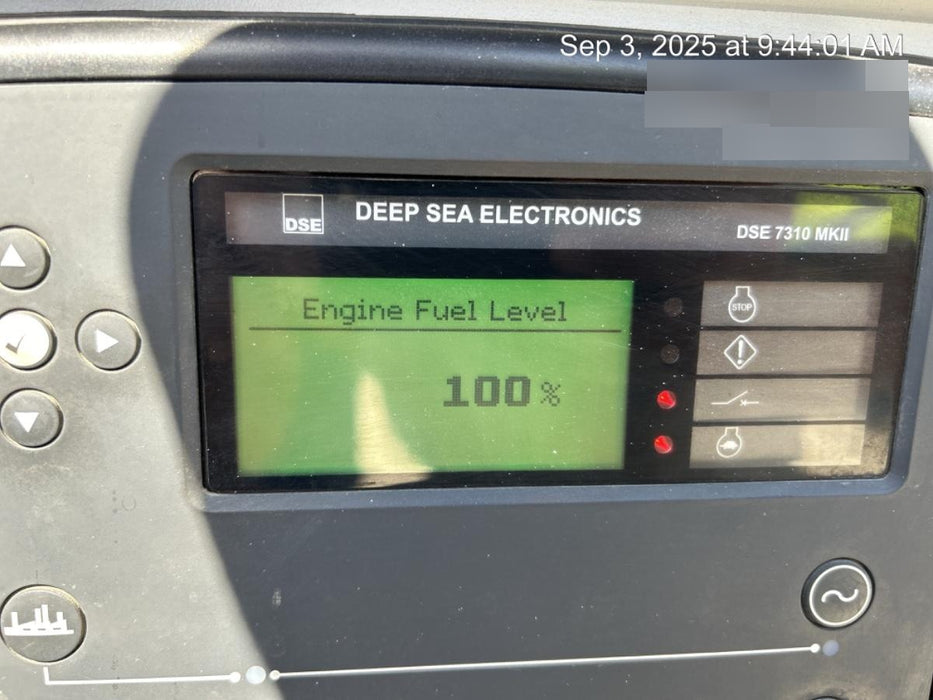 Sep 3, 2025 at 9:44:01 AM
DSE
DEEP SEA ELECTRONICS
DSE 7310 MKII
Engine Fuel Level
100 %
STOP